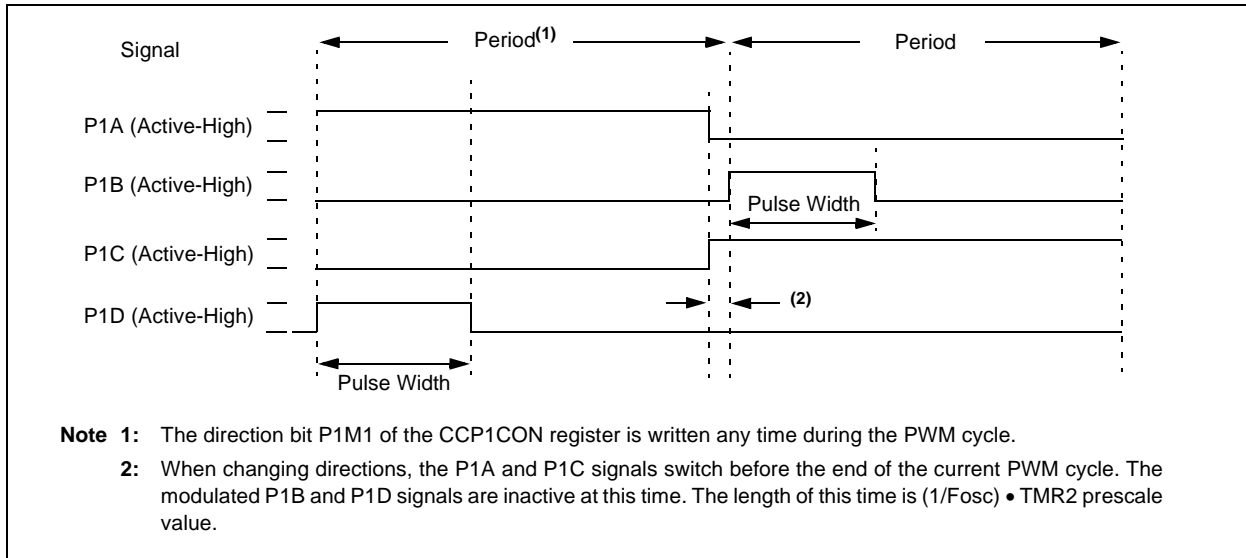 Signal
Period(1)
Period
P1A (Active-High)
P1B (Active-High)
Pulse Width
P1C (Active-High)
(2)
P1D (Active-High)
Pulse Width
Note 1: The direction bit P1M1 of the CCP1CON register is written any time during the PWM cycle.
2: When changing directions, the P1A and P1C signals switch before the end of the current PWM cycle. The
modulated P1B and P1D signals are inactive at this time. The length of this time is (1/Fosc) • TMR2 prescale
value.